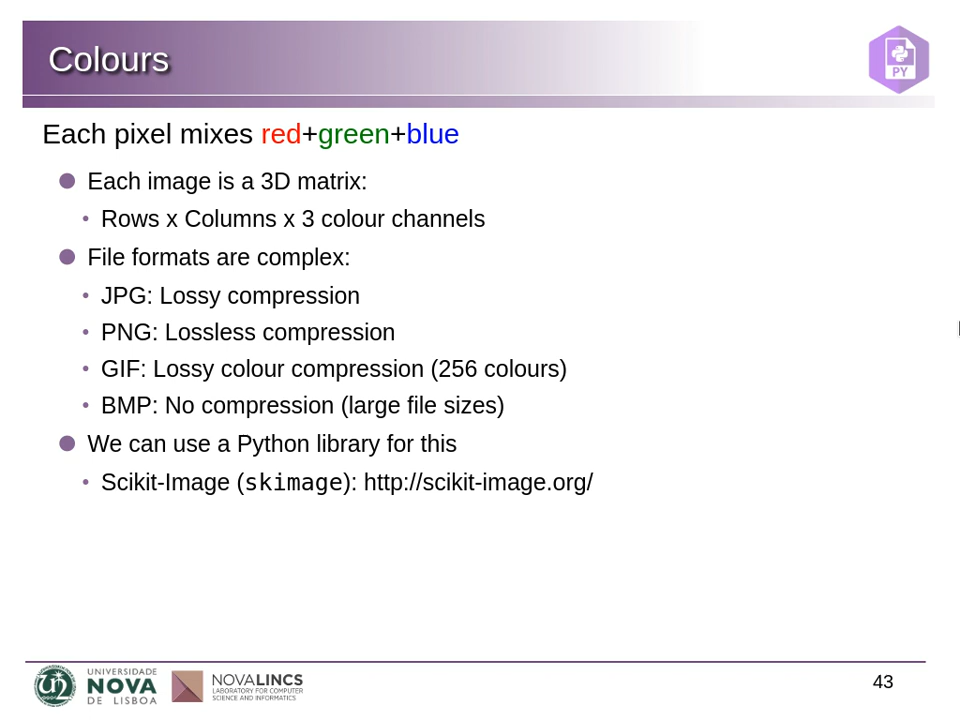 Colours
PY
Each pixel mixes red+green+blue
Each image is a 3D matrix:
Rows x Columns x 3 colour channels
File formats are complex:
JPG: Lossy compression
PNG: Lossless compression
GIF: Lossy colour compression (256 colours)
BMP: No compression (large file sizes)
We can use a Python library for this
Scikit-Image (skimage): http://scikit-image.org/
UNIVERSIDADE
NOVA
DE LISBOA
NOVALINCS
LABORATORY FOR COMPUTER
SCIENCE AND INFORMATICS
43